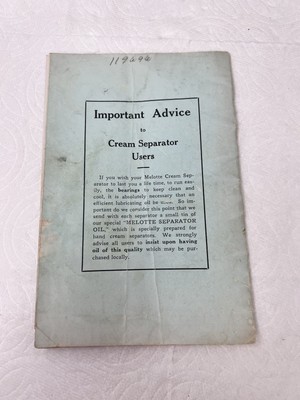 119296
Important Advice
to
Cream Separator
Users
If you wish your Melotte Cream Sep-
arator to last you a life time, to run eas-
ily, the bearings to keep clean and
cool, it is absolutely necessary that an
efficient lubricating oil be So im-
portant do we consider this point that we
send with each separator a small tin of
our special "MELOTTE SEPARATOR
OIL," which is specially prepared for
hand cream separators. We strongly
advise all users to insist upon having
oil of this quality which may be pur-
chased locally.